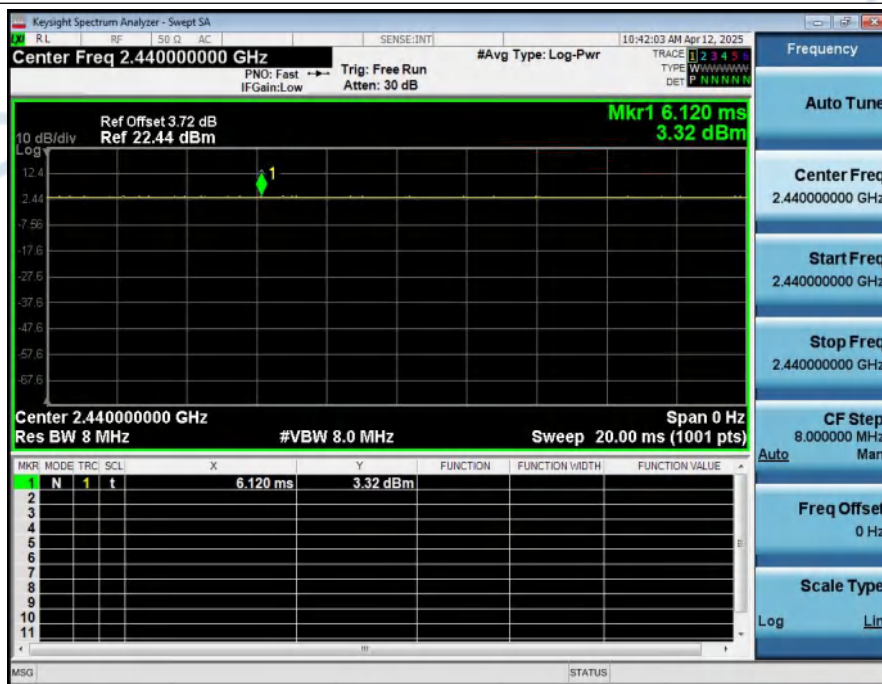 Keysight Spectrum Analyzer - Swept SA
LXI RL RF 50 Ω AC SENSE:INT 10:42:03 AM Apr 12, 2025
Center Freq 2.440000000 GHz
PNO: Fast
IFGain:Low
Trig: Free Run
Atten: 30 dB
#Avg Type: Log-Pwr
TRACE 1 2 3 4 5 6
TYPE WWWWWW
DET P NNNNN
Ref Offset 3.72 dB
10 dB/div Ref 22.44 dBm
Log
Mkr1 6.120 ms
3.32 dBm
1
12.4
2.44
-7.56
-17.6
-27.6
-37.6
-47.6
-57.6
-67.6
Center 2.440000000 GHz Span 0 Hz
Res BW 8 MHz #VBW 8.0 MHz Sweep 20.00 ms (1001 pts)
MKR MODE TRC SCL X Y FUNCTION FUNCTION WIDTH FUNCTION VALUE
1 N 1 t 6.120 ms 3.32 dBm
2
3
4
5
6
7
8
9
10
11
MSG STATUS
Frequency
Auto Tune
Center Freq
2.440000000 GHz
Start Freq
2.440000000 GHz
Stop Freq
2.440000000 GHz
CF Step
8.000000 MHz
Auto Man
Freq Offset
0 Hz
Scale Type
Log Lin